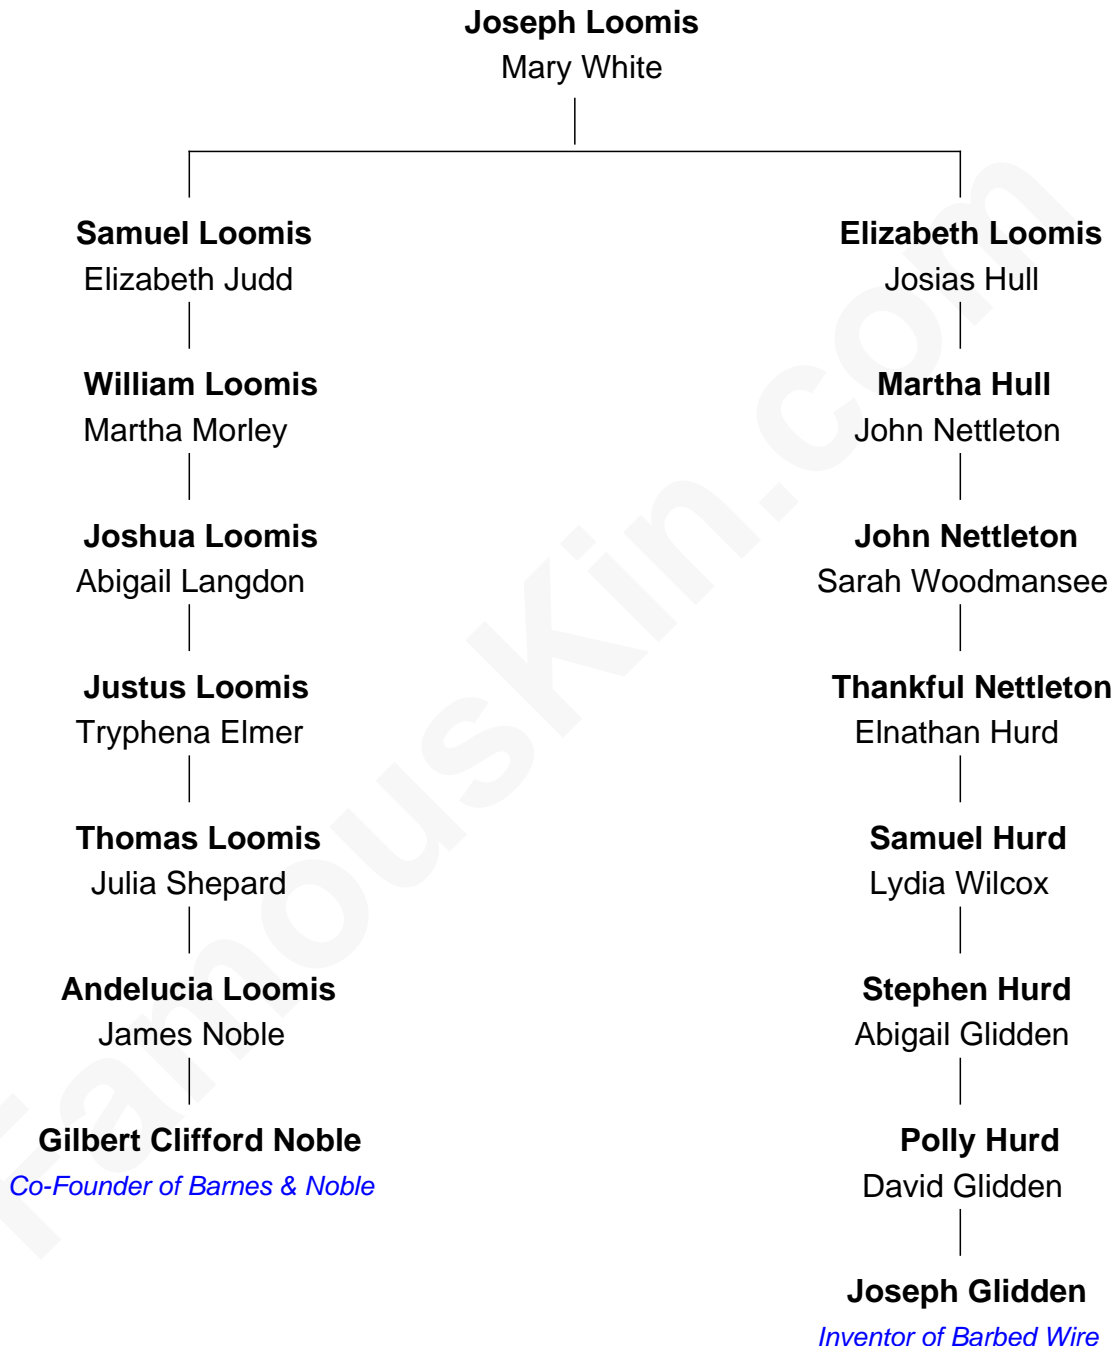 Joseph Loomis
Mary White
Samuel Loomis
Elizabeth Judd
William Loomis
Martha Morley
Joshua Loomis
Abigail Langdon
Justus Loomis
Tryphena Elmer
Thomas Loomis
Julia Shepard
Andelucia Loomis
James Noble
Gilbert Clifford Noble
Co-Founder of Barnes & Noble
Elizabeth Loomis
Josias Hull
Martha Hull
John Nettleton
John Nettleton
Sarah Woodmansee
Thankful Nettleton
Elnathan Hurd
Samuel Hurd
Lydia Wilcox
Stephen Hurd
Abigail Glidden
Polly Hurd
David Glidden
Joseph Glidden
Inventor of Barbed Wire
FamousKin.com